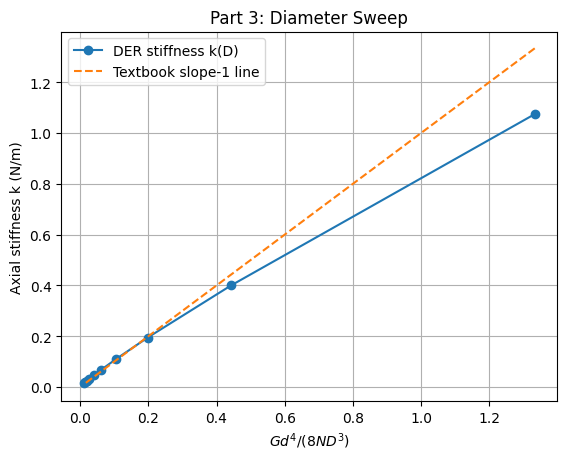 Part 3: Diameter Sweep
DER stiffness k(D)
Textbook slope-1 line
Axial stiffness k (N/m)
1.2
1.0
0.8
0.6
0.4
0.2
0.0
0.0 0.2 0.4 0.6 0.8 1.0 1.2
Gd⁴/(8ND³)